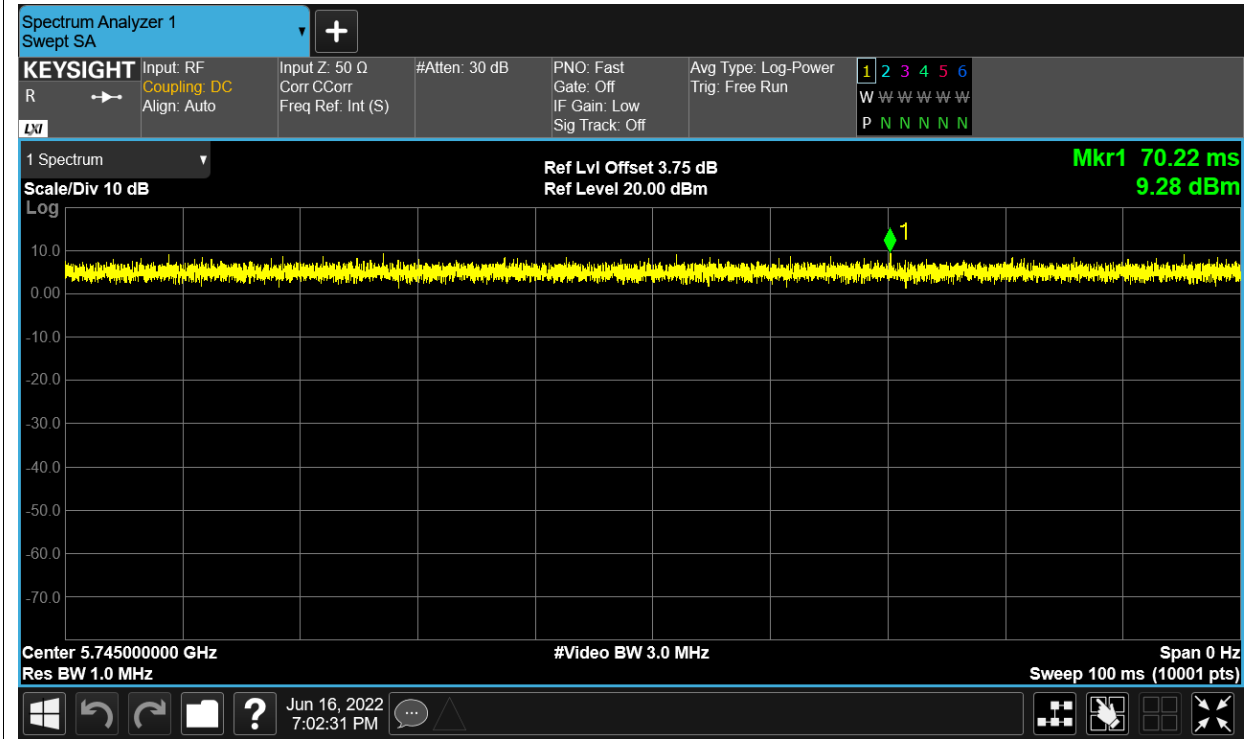 Spectrum Analyzer 1
Swept SA
KEYSIGHT
R
LXI
Input: RF
Coupling: DC
Align: Auto
Input Z: 50 Ω
Corr CCorr
Freq Ref: Int (S)
#Atten: 30 dB
PNO: Fast
Gate: Off
IF Gain: Low
Sig Track: Off
Avg Type: Log-Power
Trig: Free Run
1 2 3 4 5 6
W W W W W W
P N N N N N
1 Spectrum
Scale/Div 10 dB
Log
Ref Lvl Offset 3.75 dB
Ref Level 20.00 dBm
Mkr1 70.22 ms
9.28 dBm
1
10.0
0.00
-10.0
-20.0
-30.0
-40.0
-50.0
-60.0
-70.0
Center 5.745000000 GHz
#Video BW 3.0 MHz
Span 0 Hz
Res BW 1.0 MHz
Sweep 100 ms (10001 pts)
?
Jun 16, 2022
7:02:31 PM